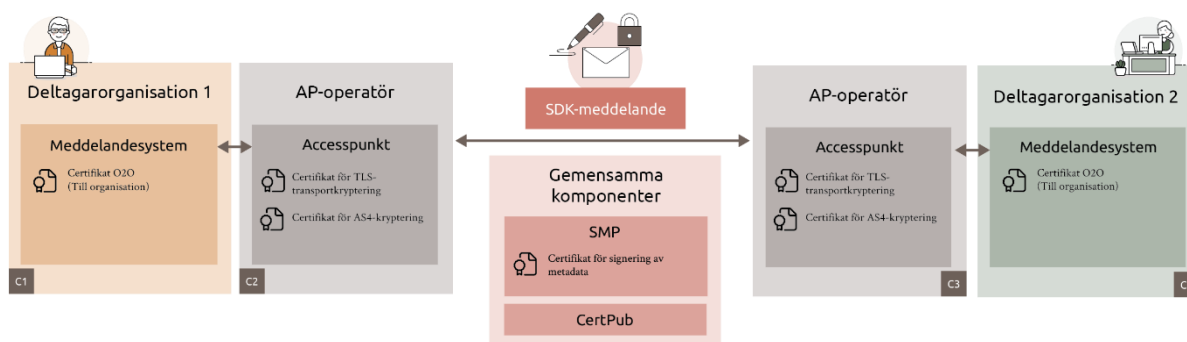 Deltagarorganisation 1
Meddelandesystem
Certifikat O2O
(Till organisation)
C1
AP-operatör
Accesspunkt
Certifikat för TLS-
transportkryptering
Certifikat för AS4-kryptering
C2
SDK-meddelande
Gemensamma
komponenter
SMP
Certifikat för signering av
metadata
CertPub
AP-operatör
Accesspunkt
Certifikat för TLS-
transportkryptering
Certifikat för AS4-kryptering
C3
Deltagarorganisation 2
Meddelandesystem
Certifikat O2O
(Till organisation)
C